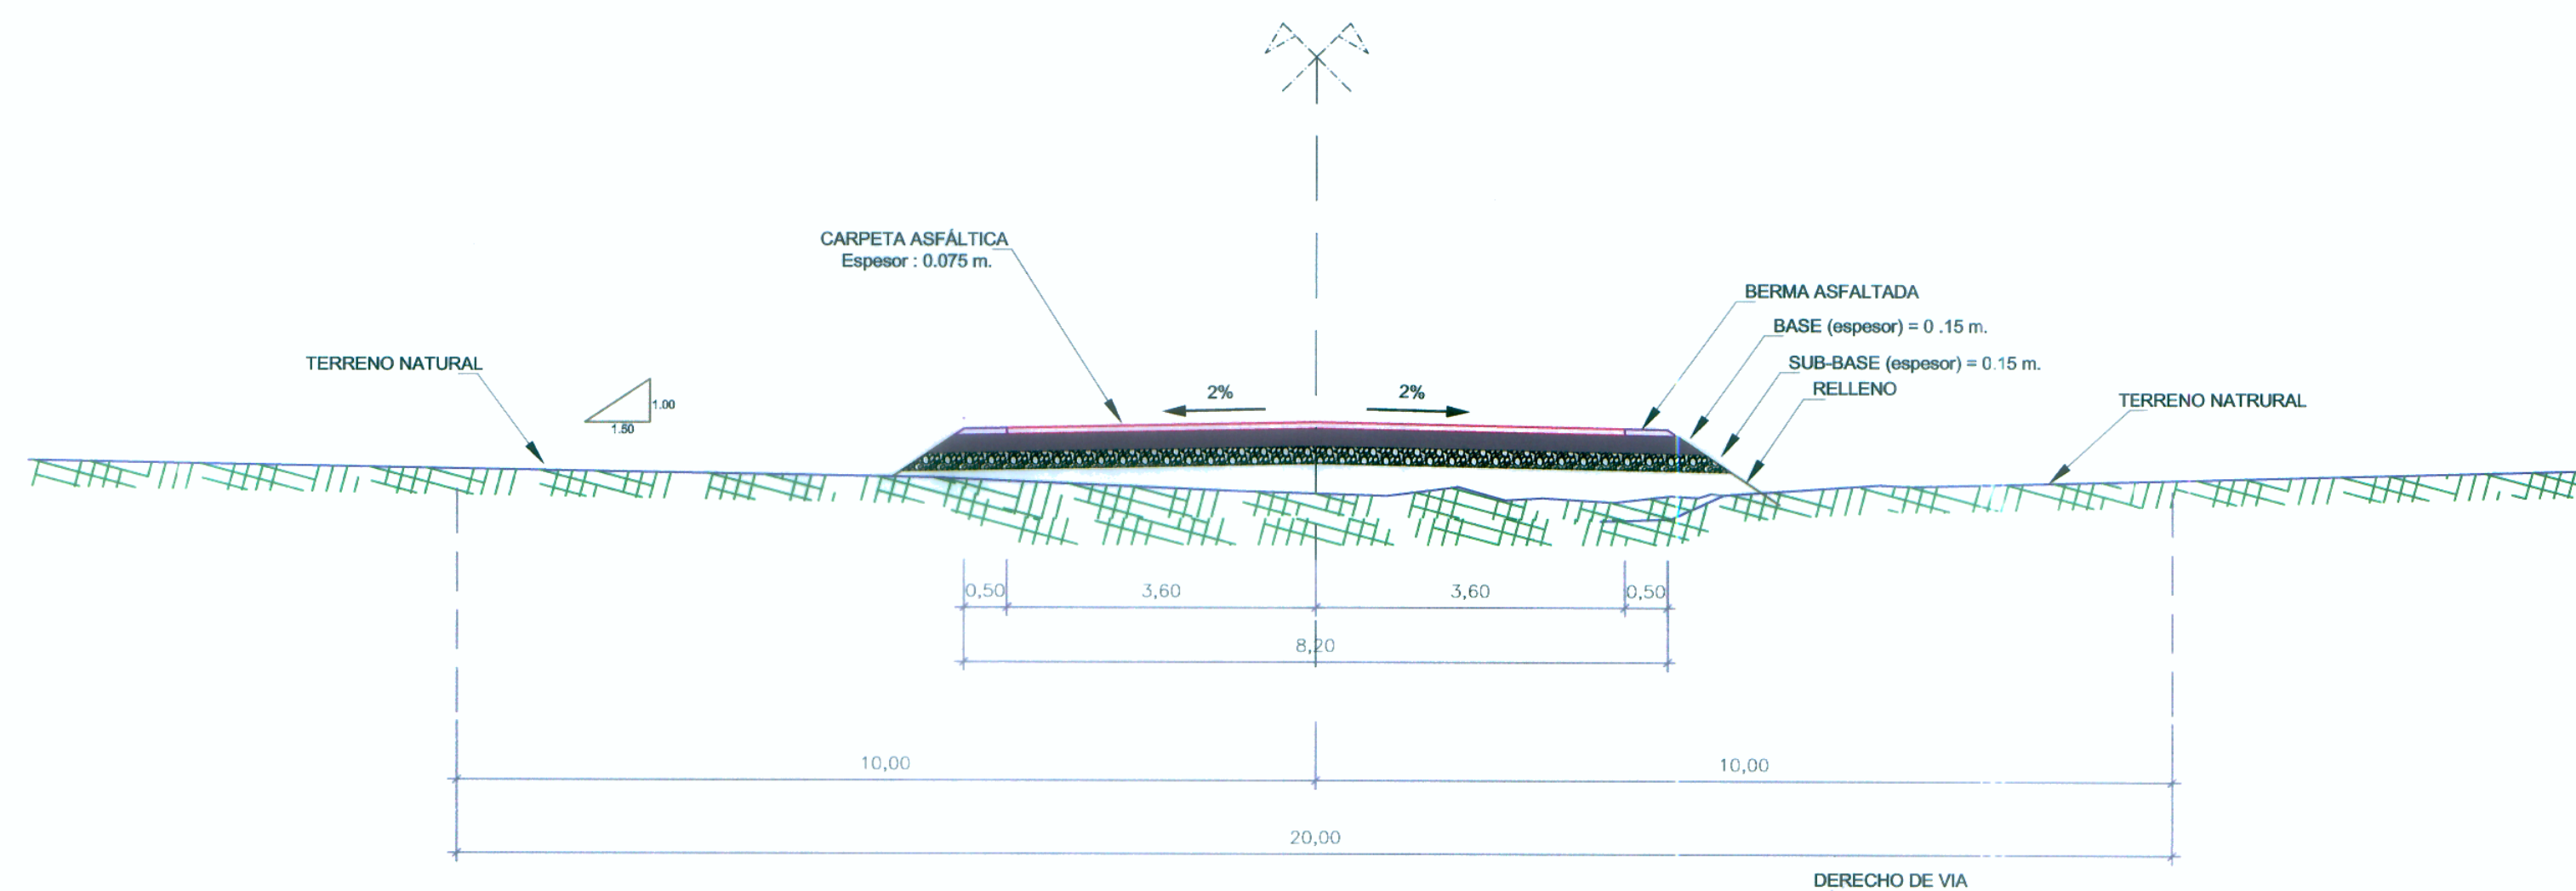 CARPETA ASFÁLTICA
Espesor : 0.075 m.
BERMA ASFALTADA
BASE (espesor) = 0 .15 m.
SUB-BASE (espesor) = 0.15 m.
RELLENO
TERRENO NATURAL
1.00
1.50
2%
2%
TERRENO NATRURAL
0,50
3,60
3,60
0,50
8,20
10,00
10,00
20,00
DERECHO DE VIA